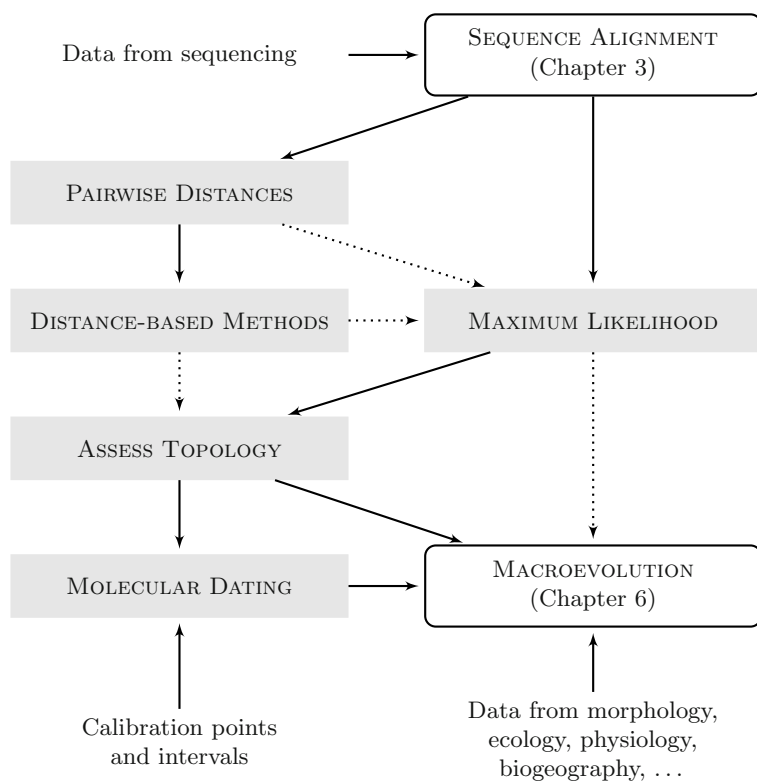 Data from sequencing
SEQUENCE ALIGNMENT
(Chapter 3)
PAIRWISE DISTANCES
DISTANCE-BASED METHODS
MAXIMUM LIKELIHOOD
ASSESS TOPOLOGY
MOLECULAR DATING
MACROEVOLUTION
(Chapter 6)
Calibration points
and intervals
Data from morphology,
ecology, physiology,
biogeography, ...